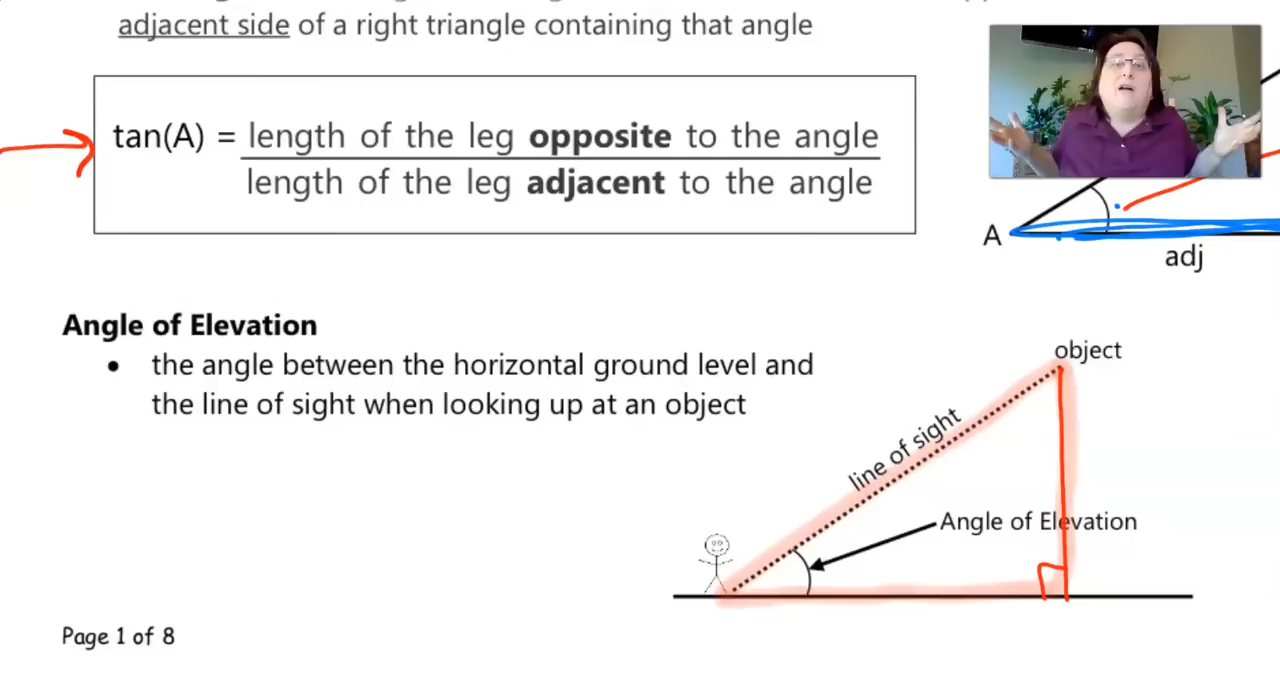 adjacent side of a right triangle containing that angle
tan(A) = length of the leg opposite to the angle
length of the leg adjacent to the angle
A
adj
Angle of Elevation
• the angle between the horizontal ground level and
the line of sight when looking up at an object
object
line of sight
Angle of Elevation
Page 1 of 8